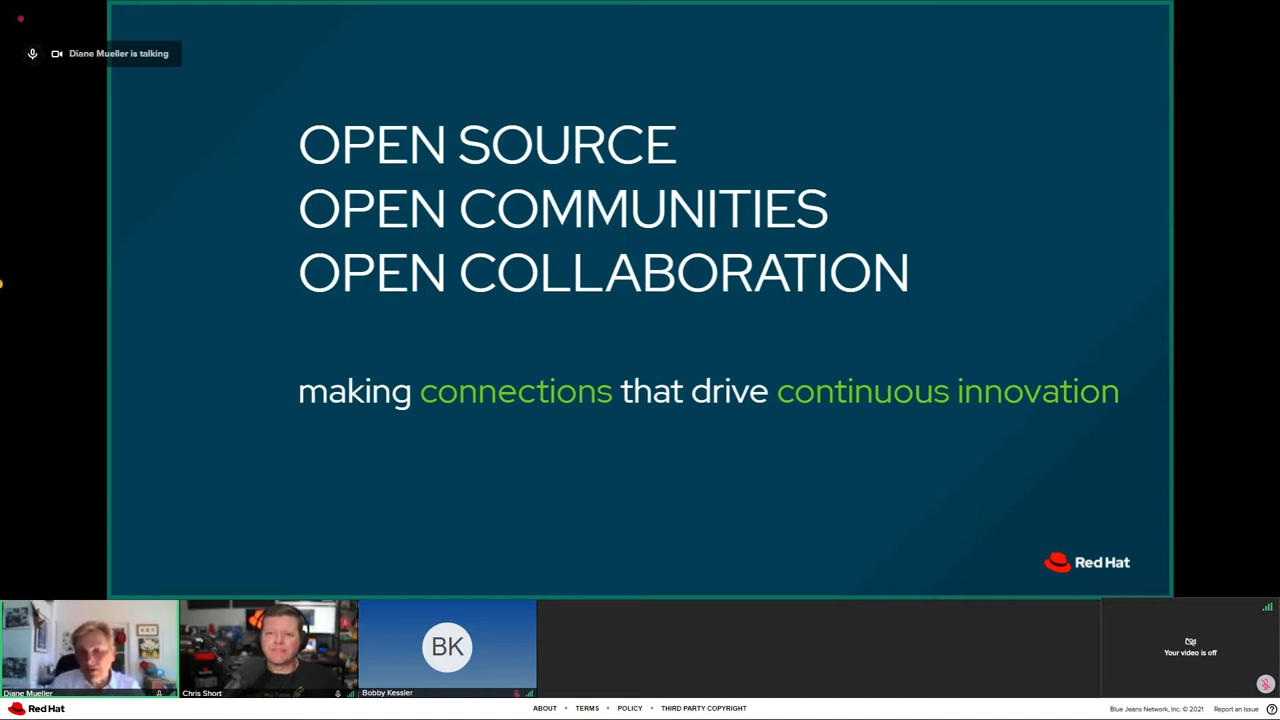 Diane Mueller is talking
OPEN SOURCE
OPEN COMMUNITIES
OPEN COLLABORATION
making connections that drive continuous innovation
Red Hat
BK
Your video is off
Diane Mueller
Chris Short
Bobby Kessler
Red Hat
ABOUT • TERMS • POLICY • THIRD PARTY COPYRIGHT
Blue Jeans Network, Inc. © 2021
Report an Issue